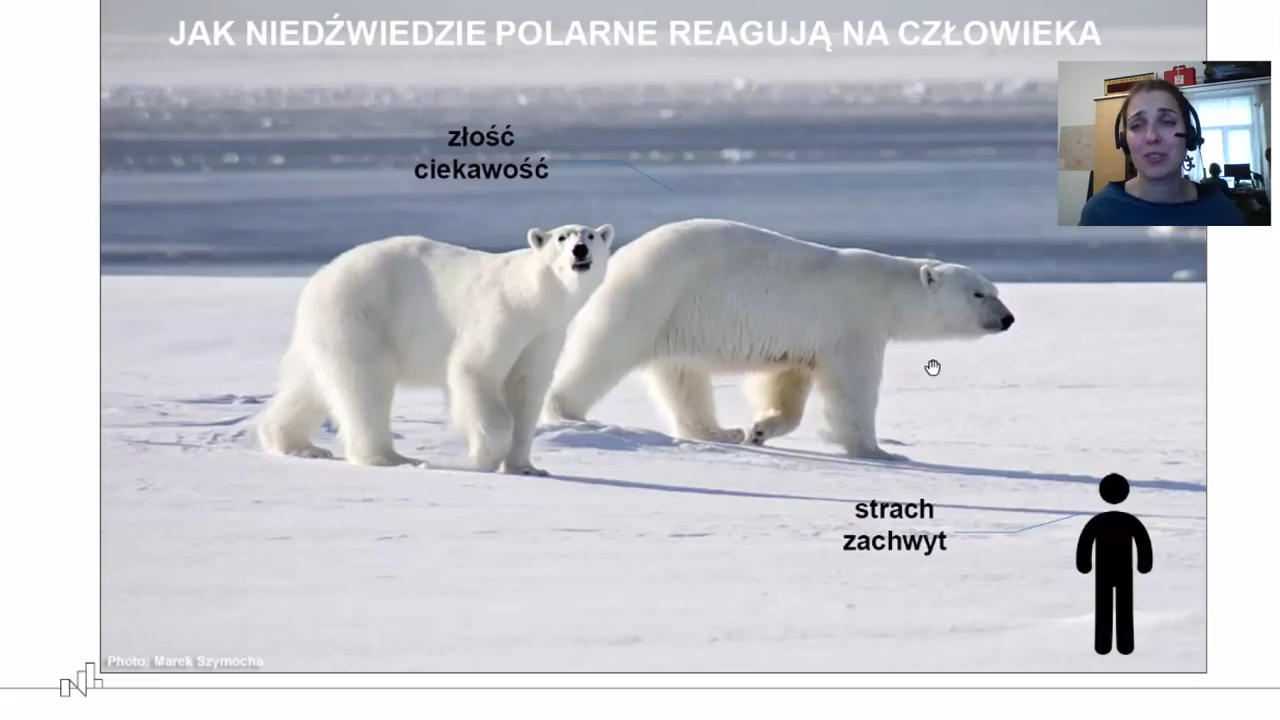 JAK NIEDŹWIEDZIE POLARNE REAGUJĄ NA CZŁOWIEKA
złość
ciekawość
strach
zachwyt
Photo: Marek Szymocha